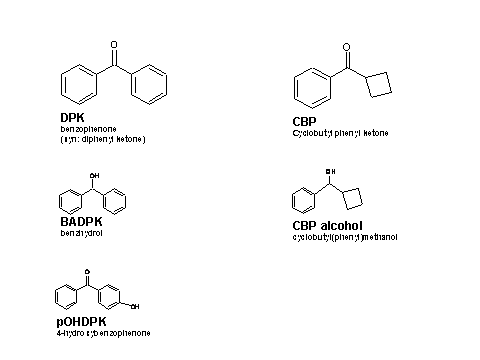 O
O
DPK
benzophenone
(syn: diphenyl ketone)
CBP
Cyclobutyl phenyl ketone
OH
OH
BADPK
benzhydrol
CBP alcohol
cyclobutyl(phenyl)methanol
O
OH
pOHDPK
4-hydroxybenzophenone